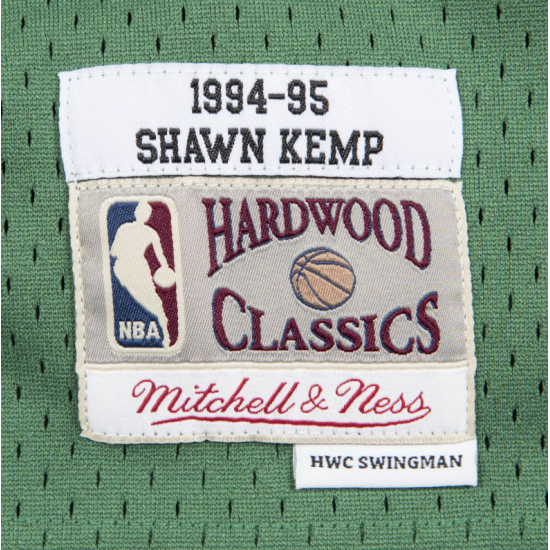 1994-95
SHAWN KEMP
HARDWOOD
CLASSICS
NBA
Mitchell & Ness
HWC SWINGMAN